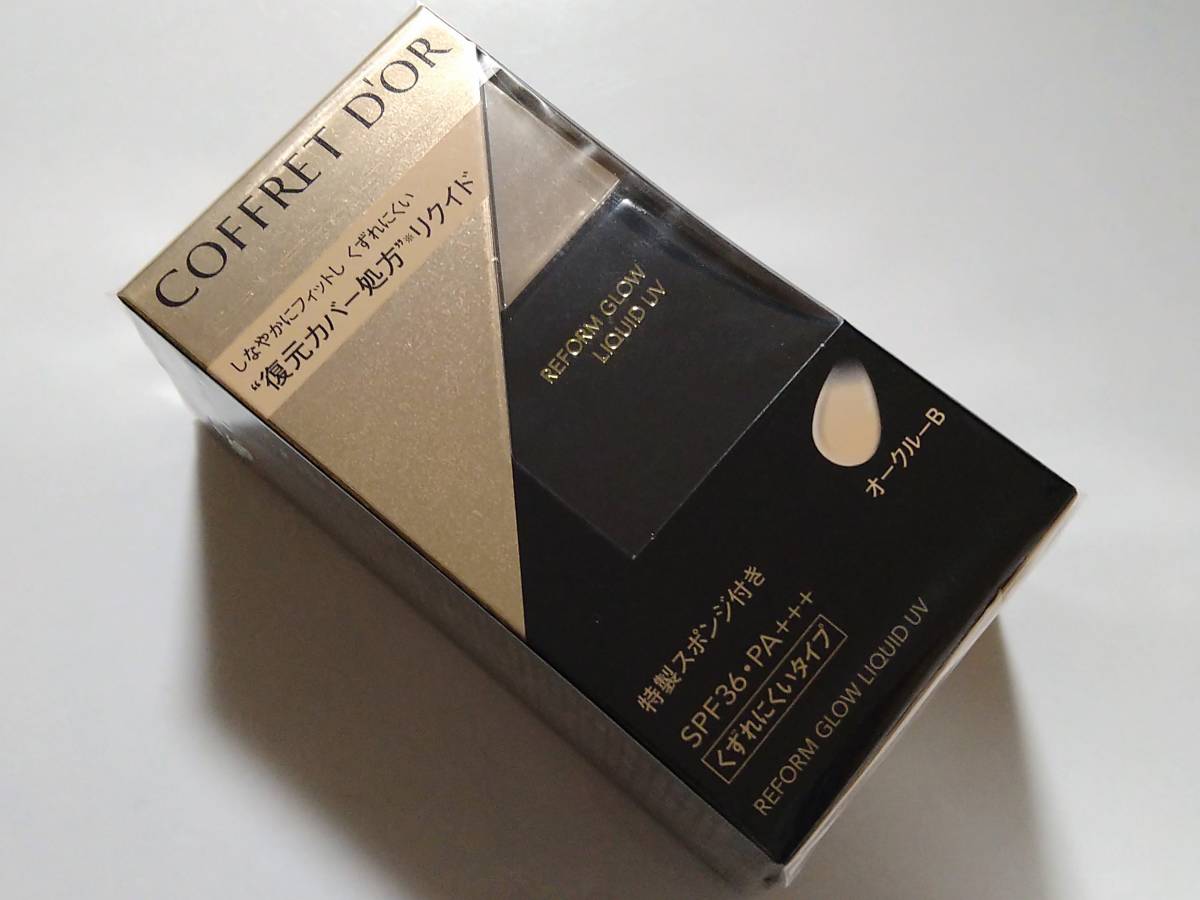 COFFRET D'OR
しなやかにフィットし くずれにくい
“復元カバー処方”※リクイド
REFORM GLOW
LIQUID UV
オークルーB
特製スポンジ付き
SPF36・PA+++
くずれにくいタイプ
REFORM GLOW LIQUID UV